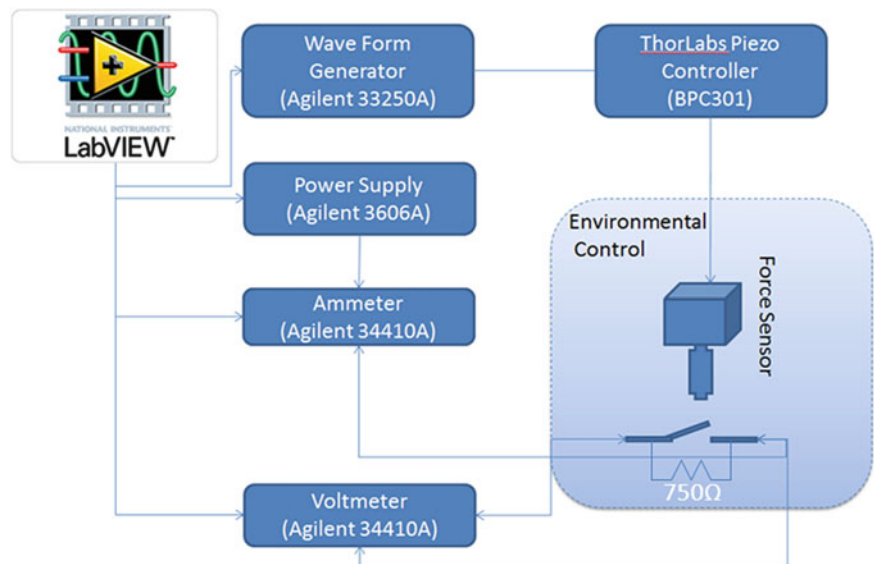 NATIONAL INSTRUMENTS
LabVIEW™
Wave Form
Generator
(Agilent 33250A)
ThorLabs Piezo
Controller
(BPC301)
Power Supply
(Agilent 3606A)
Environmental
Control
Force Sensor
Ammeter
(Agilent 34410A)
750Ω
Voltmeter
(Agilent 34410A)